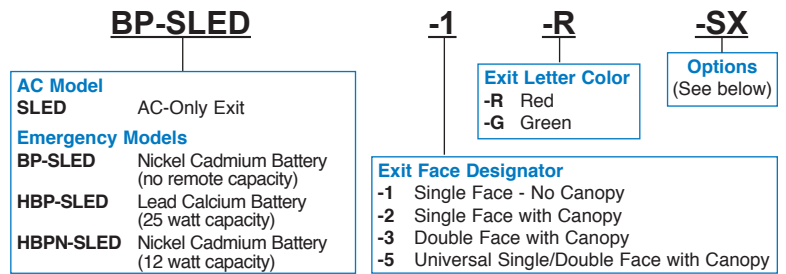 BP-SLED -1 -R -SX
AC Model
SLED AC-Only Exit
Emergency Models
BP-SLED Nickel Cadmium Battery
(no remote capacity)
HBP-SLED Lead Calcium Battery
(25 watt capacity)
HBPN-SLED Nickel Cadmium Battery
(12 watt capacity)
Exit Letter Color
-R Red
-G Green
Options
(See below)
Exit Face Designator
-1 Single Face - No Canopy
-2 Single Face with Canopy
-3 Double Face with Canopy
-5 Universal Single/Double Face with Canopy